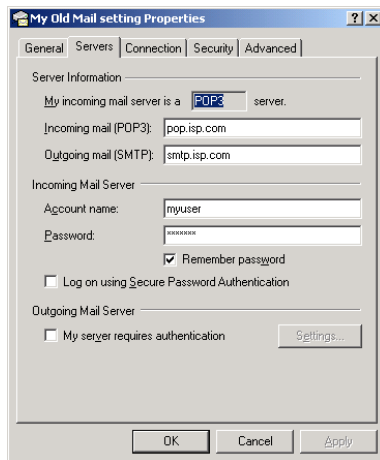 My Old Mail setting Properties
General Servers Connection Security Advanced
Server Information
My incoming mail server is a POP3 server.
Incoming mail (POP3): pop.isp.com
Outgoing mail (SMTP): smtp.isp.com
Incoming Mail Server
Account name: myuser
Password: *******
Remember password
Log on using Secure Password Authentication
Outgoing Mail Server
My server requires authentication Settings...
OK Cancel Apply